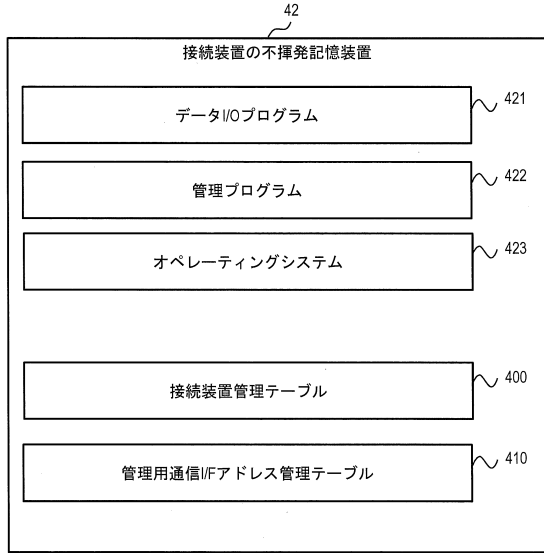 42
接続装置の不揮発記憶装置
データI/Oプログラム
421
管理プログラム
422
オペレーティングシステム
423
接続装置管理テーブル
400
管理用通信I/Fアドレス管理テーブル
410